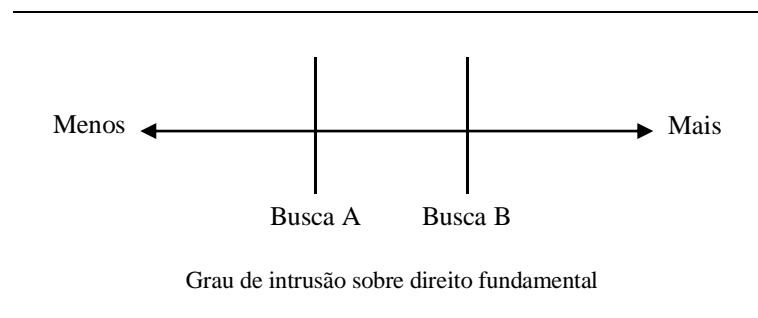 Menos Mais
Busca A Busca B
Grau de intrusão sobre direito fundamental